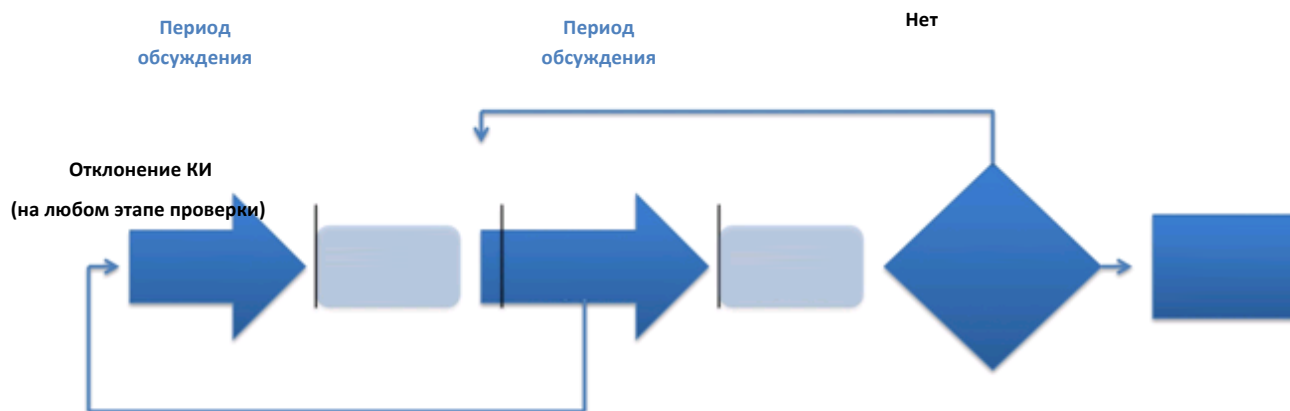 Период
обсуждения
Период
обсуждения
Нет
Отклонение КИ
(на любом этапе проверки)